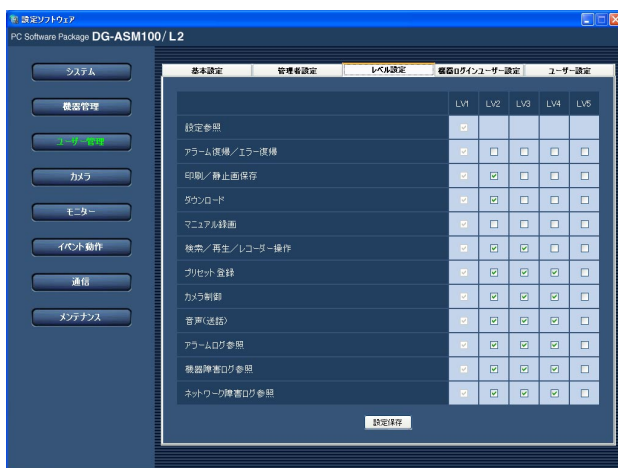 設定ソフトウェア
PC Software Package DG-ASM100/L2
システム
機器管理
ユーザー管理
カメラ
モニター
イベント動作
通信
メンテナンス
基本設定 管理者設定 レベル設定 機器ログインユーザー設定 ユーザー設定
LV1 LV2 LV3 LV4 LV5
設定参照
アラーム復帰/エラー復帰
印刷/静止画保存
ダウンロード
マニュアル録画
検索/再生/レコーダー操作
プリセット登録
カメラ制御
音声(送話)
アラームログ参照
機器障害ログ参照
ネットワーク障害ログ参照
設定保存